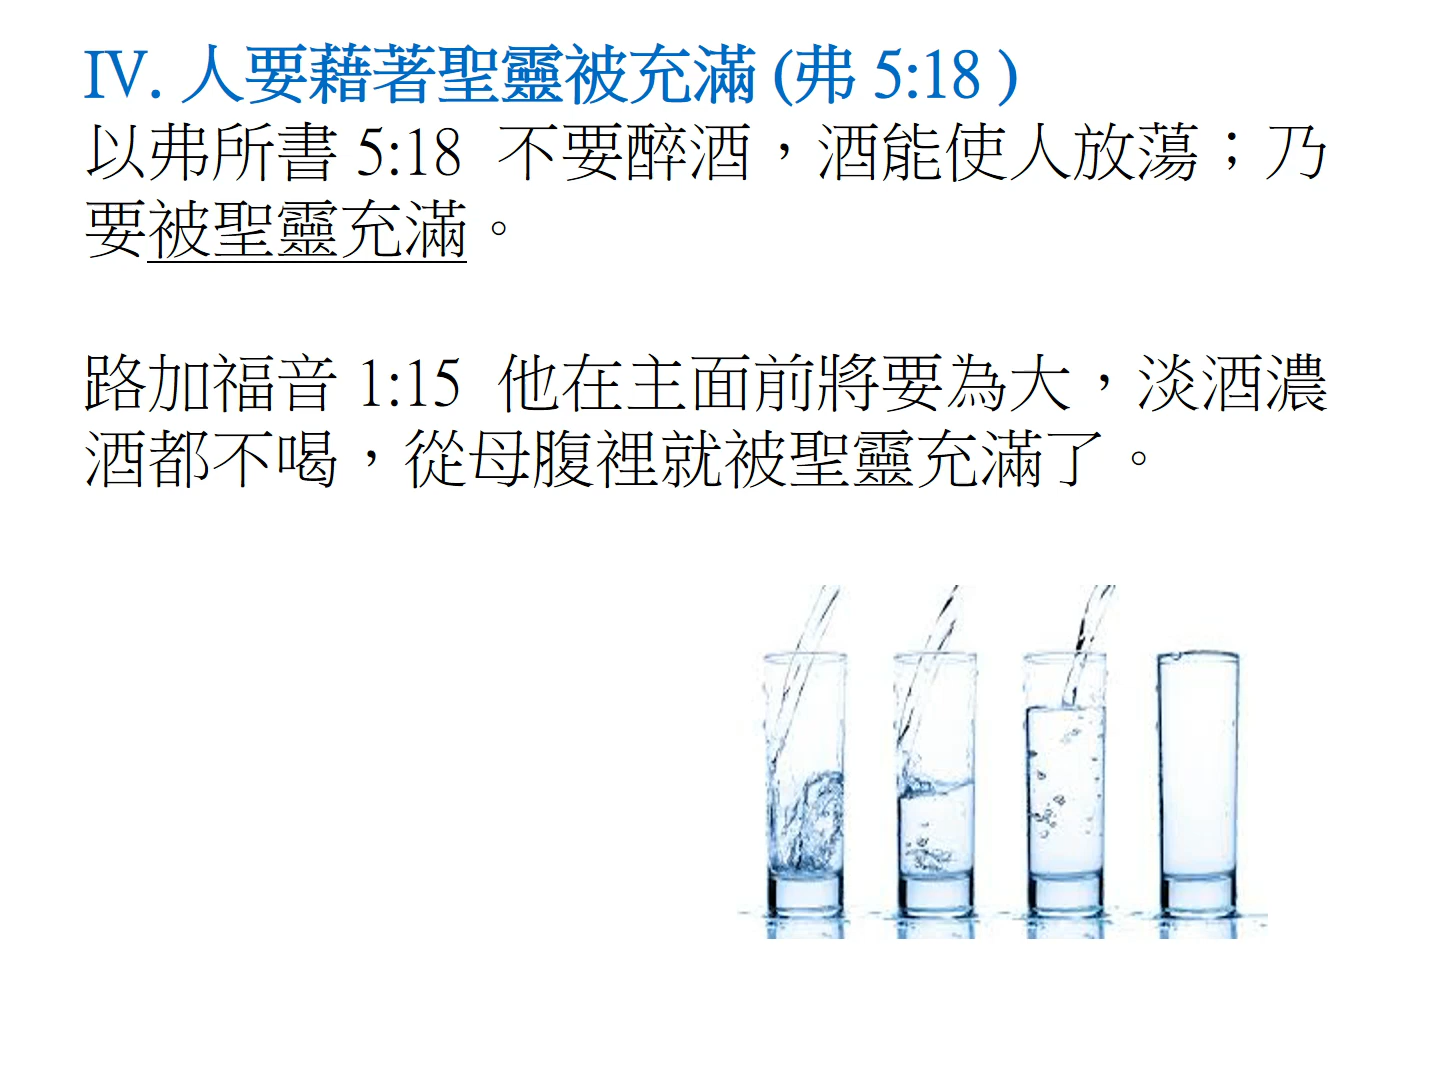 IV. 人要藉著聖靈被充滿 (弗 5:18 )
以弗所書 5:18 不要醉酒，酒能使人放蕩；乃
要被聖靈充滿。
路加福音 1:15 他在主面前將要為大，淡酒濃
酒都不喝，從母腹裡就被聖靈充滿了。